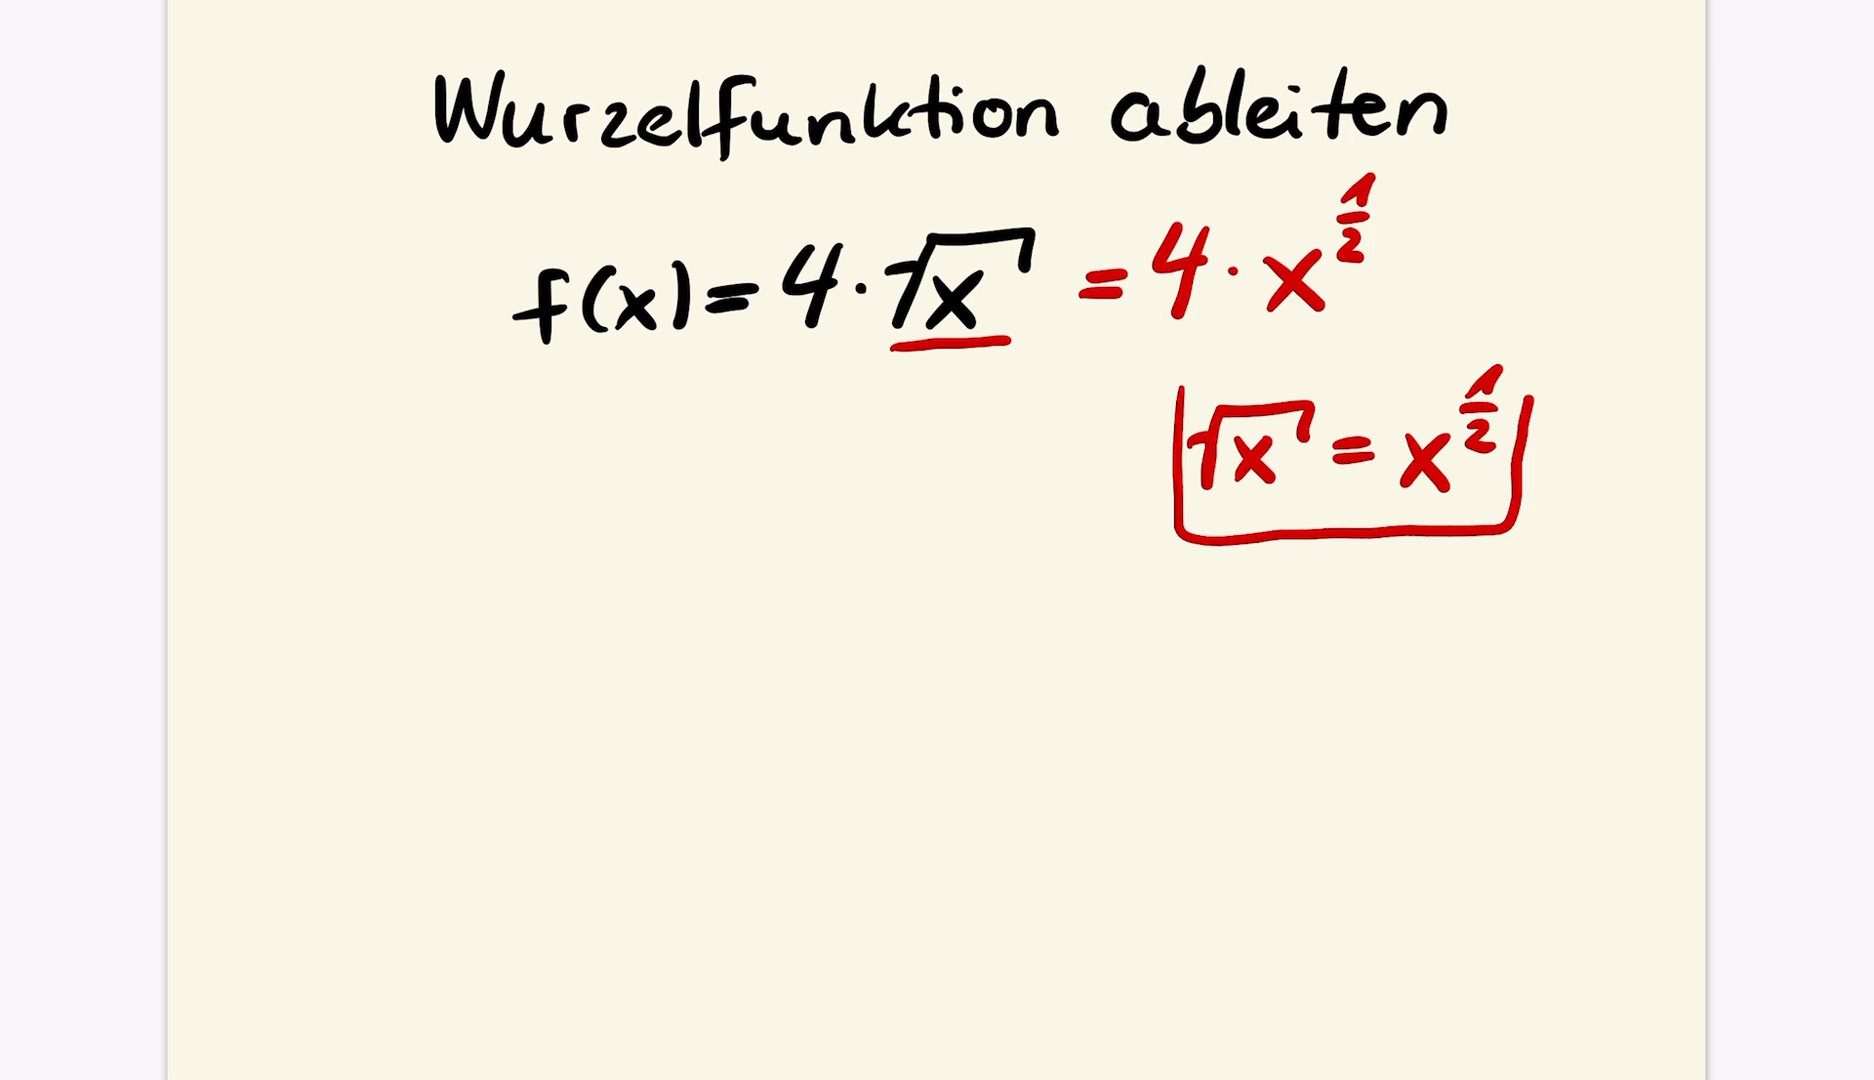 Wurzelfunktion ableiten
f(x) = 4 · √x = 4 · x^(1/2)
√x = x^(1/2)